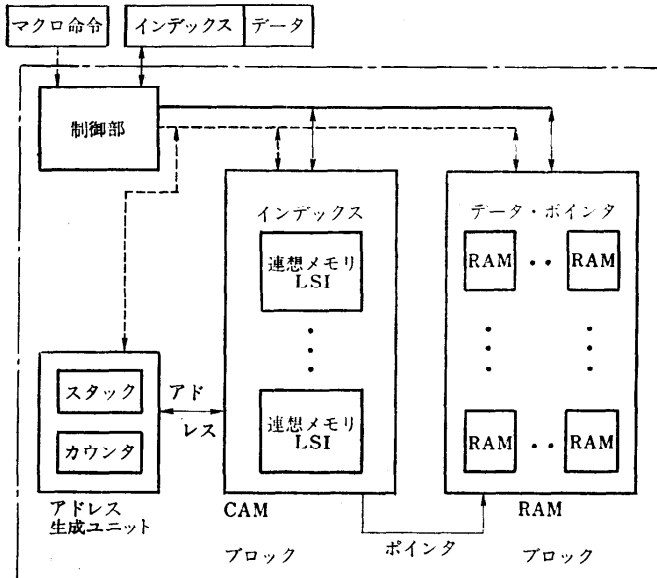 マクロ命令
インデックス データ
制御部
インデックス
連想メモリ
LSI
連想メモリ
LSI
データ・ポインタ
RAM ・・ RAM
RAM ・・ RAM
スタック
カウンタ
アド
レス
アドレス
生成ユニット
CAM
ブロック
ポインタ
RAM
ブロック